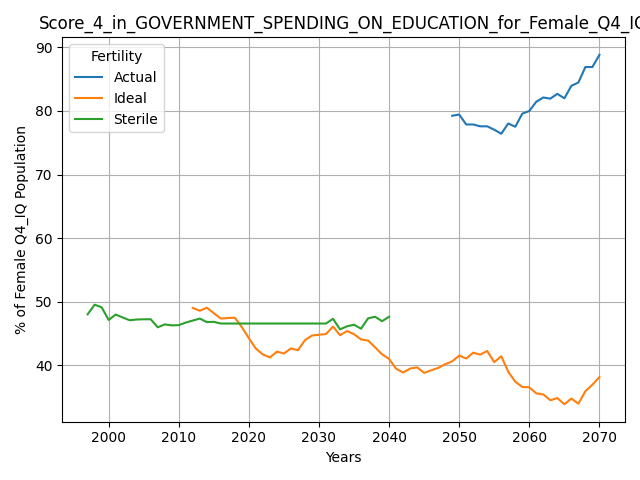 Score_4_in_GOVERNMENT_SPENDING_ON_EDUCATION_for_Female_Q4_IQ
Fertility
Actual
Ideal
Sterile
% of Female Q4_IQ Population
90
80
70
60
50
40
2000 2010 2020 2030 2040 2050 2060 2070
Years